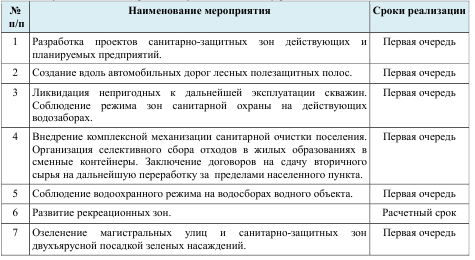 № Наименование мероприятия Сроки реализации
п/п
1 Разработка проектов санитарно-защитных зон действующих и Первая очередь
планируемых предприятий.
2 Создание вдоль автомобильных дорог лесных полезащитных полос. Первая очередь
3 Ликвидация непригодных к дальнейшей эксплуатации скважин. Первая очередь
Соблюдение режима зон санитарной охраны на действующих
водозаборах.
4 Внедрение комплексной механизации санитарной очистки поселения. Первая очередь
Организация селективного сбора отходов в жилых образованиях в
сменные контейнеры. Заключение договоров на сдачу вторичного
сырья на дальнейшую переработку за пределами населенного пункта.
5 Соблюдение водоохранного режима на водосборах водного объекта. Первая очередь
6 Развитие рекреационных зон. Расчетный срок
7 Озеленение магистральных улиц и санитарно-защитных зон Первая очередь
двухъярусной посадкой зеленых насаждений.